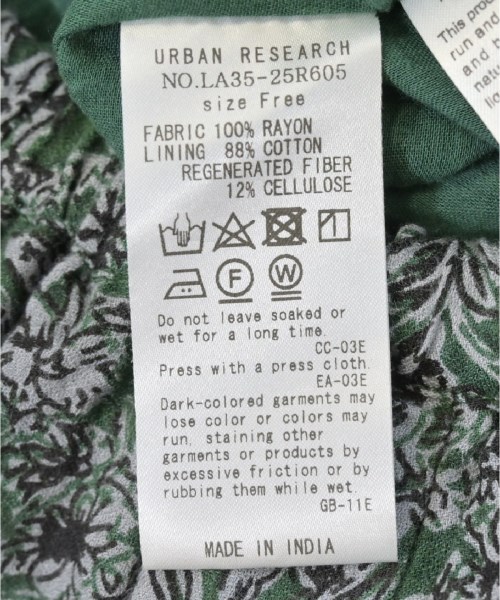 URBAN RESEARCH
NO.LA35-25R605
size Free
FABRIC 100% RAYON
LINING 88% COTTON
REGENERATED FIBER
12% CELLULOSE
F W
Do not leave soaked or
wet for a long time.
CC-03E
Press with a press cloth.
EA-03E
Dark-colored garments may
lose color or colors may
run, staining other
garments or products by
excessive friction or by
rubbing them while wet.
GB-11E
MADE IN INDIA
This pro
run and
and